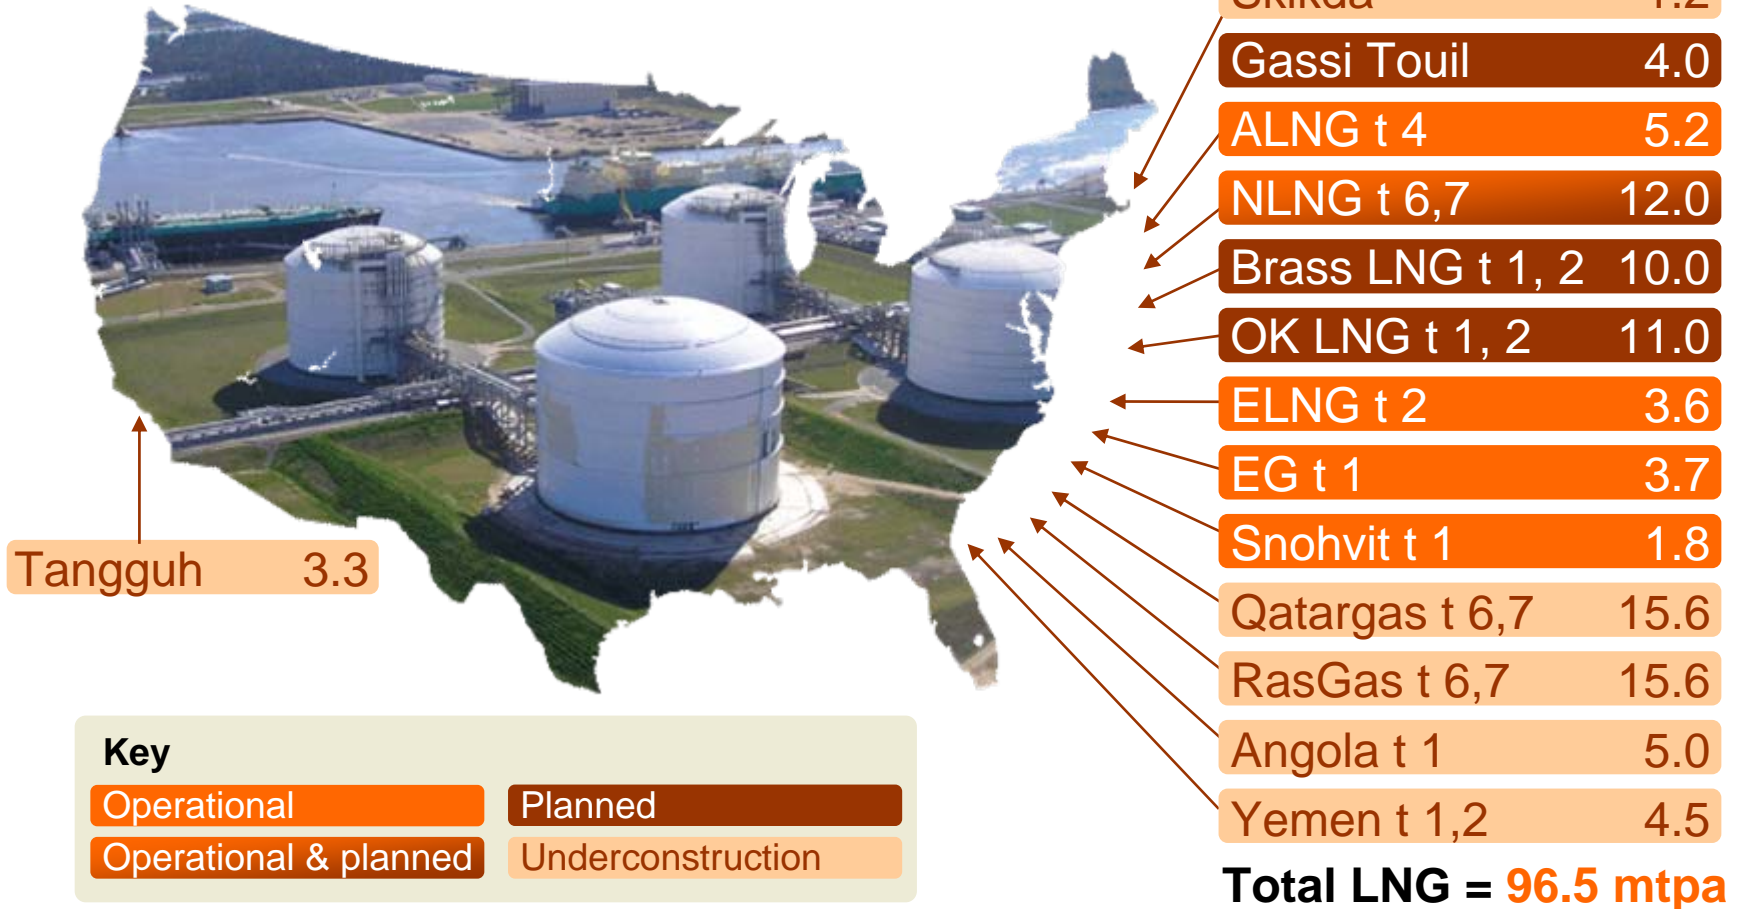 Skikda 1.2
Gassi Touil 4.0
ALNG t 4 5.2
NLNG t 6,7 12.0
Brass LNG t 1, 2 10.0
OK LNG t 1, 2 11.0
ELNG t 2 3.6
EG t 1 3.7
Snohvit t 1 1.8
Qatargas t 6,7 15.6
RasGas t 6,7 15.6
Angola t 1 5.0
Yemen t 1,2 4.5
Total LNG = 96.5 mtpa
Tangguh 3.3
Key
Operational
Planned
Operational & planned
Underconstruction